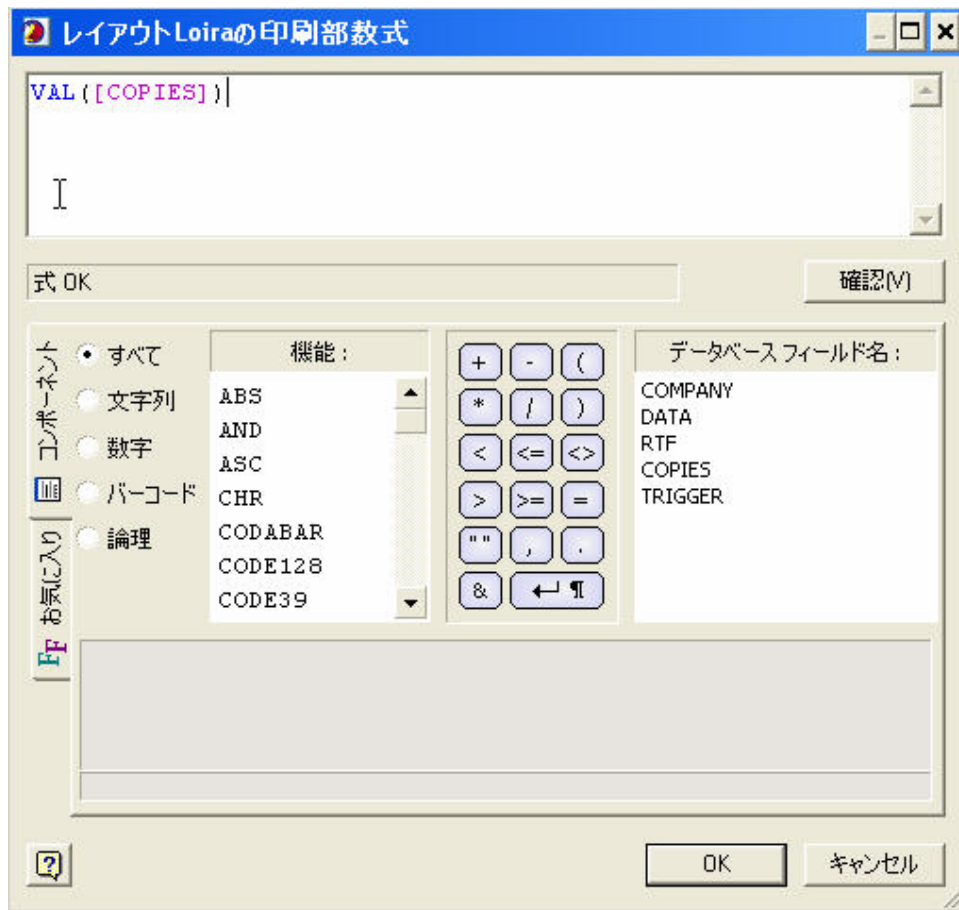 レイアウトLoiraの印刷部数式
VAL([COPIES])
式 OK
確認(V)
コンポーネント
お気に入り
すべて
文字列
数字
バーコード
論理
機能 :
ABS
AND
ASC
CHR
CODABAR
CODE128
CODE39
+ - (
* / )
< <= <>
> >= =
" " , .
& ↵ ¶
データベース フィールド名 :
COMPANY
DATA
RTF
COPIES
TRIGGER
OK
キャンセル